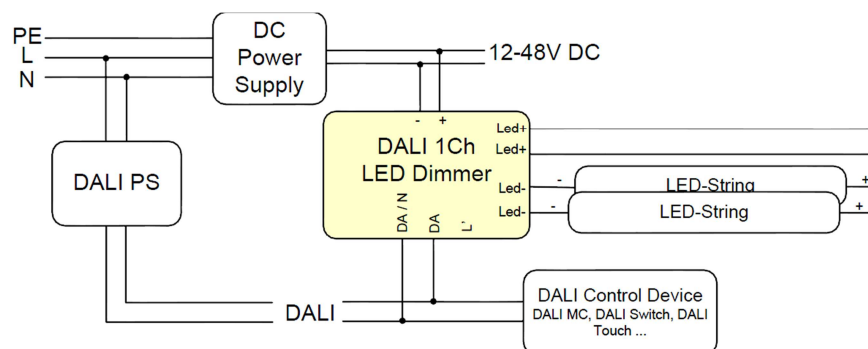 PE
L
N
DC
Power
Supply
12-48V DC
- +
DALI 1Ch
LED Dimmer
Led+
Led+
Led-
Led-
DA / N
DA
L'
DALI PS
- LED-String +
- LED-String +
DALI
DALI Control Device
DALI MC, DALI Switch, DALI
Touch ...